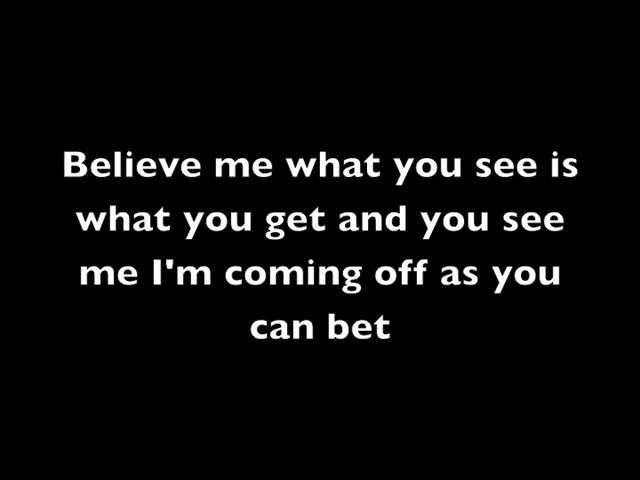 Believe me what you see is
what you get and you see
me I'm coming off as you
can bet